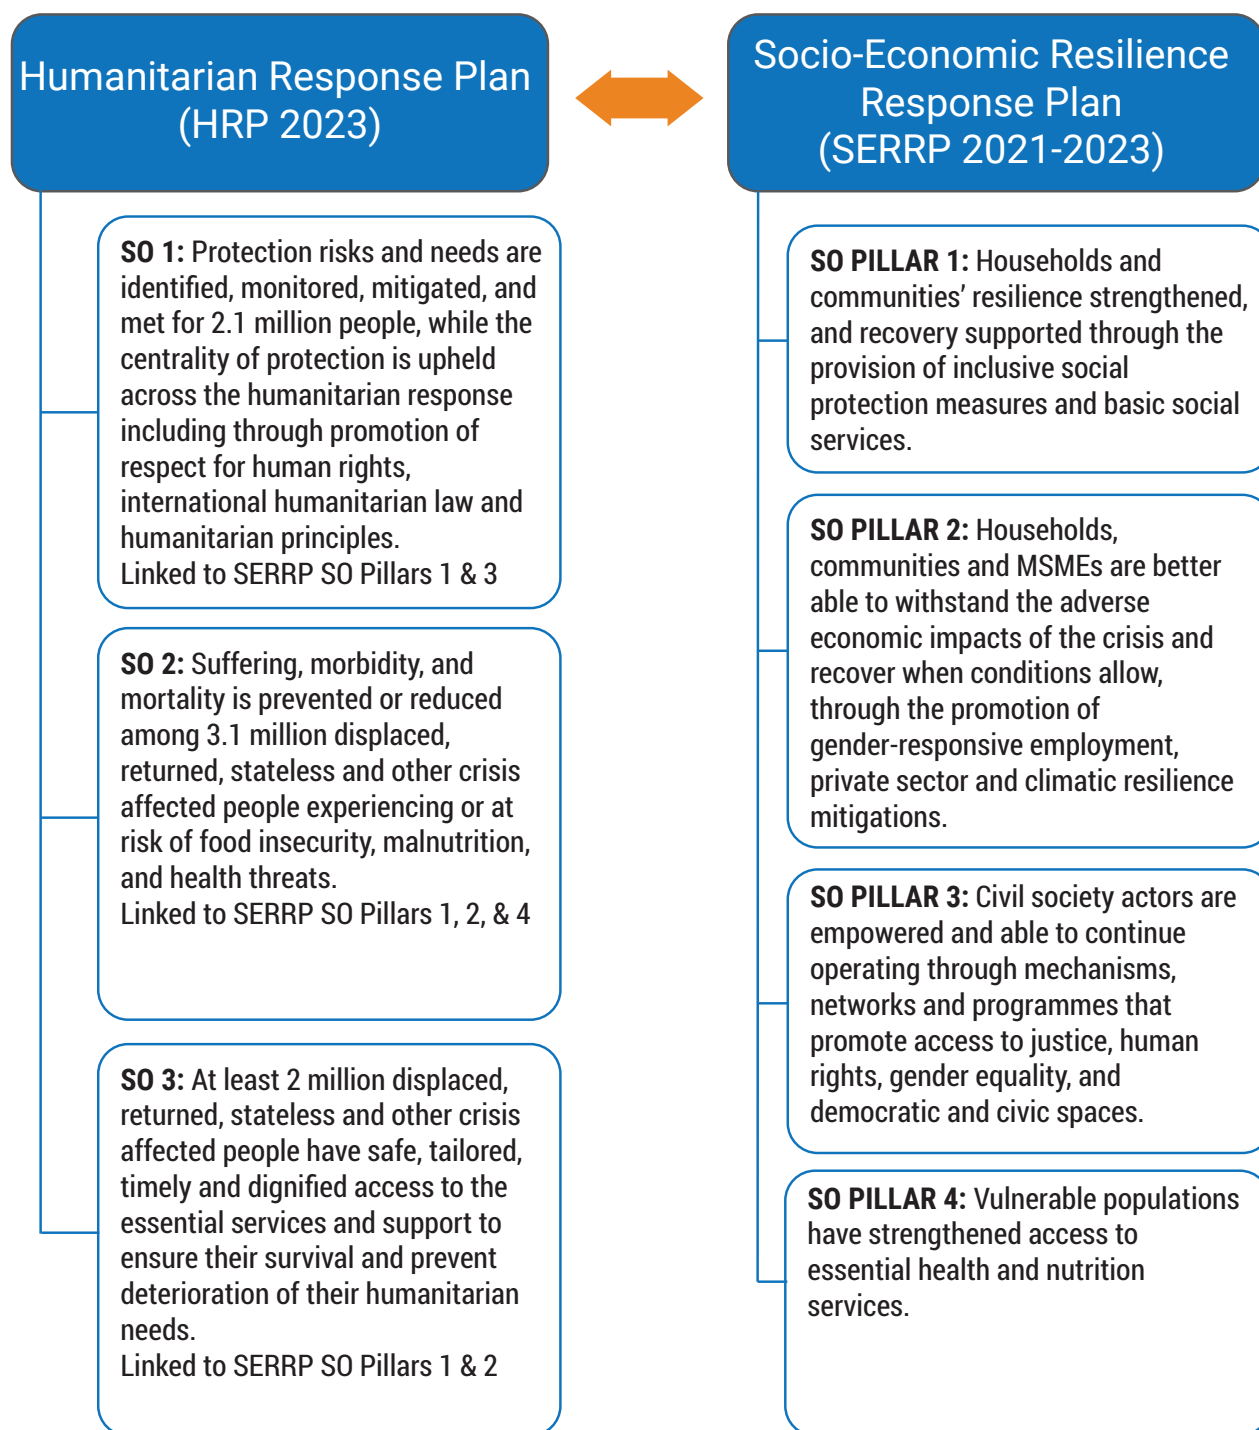 Humanitarian Response Plan
(HRP 2023)
SO 1: Protection risks and needs are
identified, monitored, mitigated, and
met for 2.1 million people, while the
centrality of protection is upheld
across the humanitarian response
including through promotion of
respect for human rights,
international humanitarian law and
humanitarian principles.
Linked to SERRP SO Pillars 1 & 3
SO 2: Suffering, morbidity, and
mortality is prevented or reduced
among 3.1 million displaced,
returned, stateless and other crisis
affected people experiencing or at
risk of food insecurity, malnutrition,
and health threats.
Linked to SERRP SO Pillars 1, 2, & 4
SO 3: At least 2 million displaced,
returned, stateless and other crisis
affected people have safe, tailored,
timely and dignified access to the
essential services and support to
ensure their survival and prevent
deterioration of their humanitarian
needs.
Linked to SERRP SO Pillars 1 & 2
Socio-Economic Resilience
Response Plan
(SERRP 2021-2023)
SO PILLAR 1: Households and
communities’ resilience strengthened,
and recovery supported through the
provision of inclusive social
protection measures and basic social
services.
SO PILLAR 2: Households,
communities and MSMEs are better
able to withstand the adverse
economic impacts of the crisis and
recover when conditions allow,
through the promotion of
gender-responsive employment,
private sector and climatic resilience
mitigations.
SO PILLAR 3: Civil society actors are
empowered and able to continue
operating through mechanisms,
networks and programmes that
promote access to justice, human
rights, gender equality, and
democratic and civic spaces.
SO PILLAR 4: Vulnerable populations
have strengthened access to
essential health and nutrition
services.